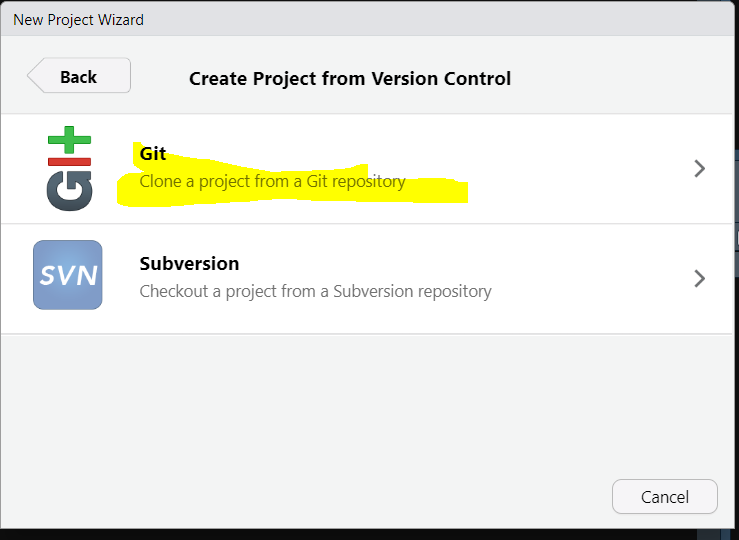 New Project Wizard
Back
Create Project from Version Control
GIT
Git
Clone a project from a Git repository
SVN
Subversion
Checkout a project from a Subversion repository
Cancel